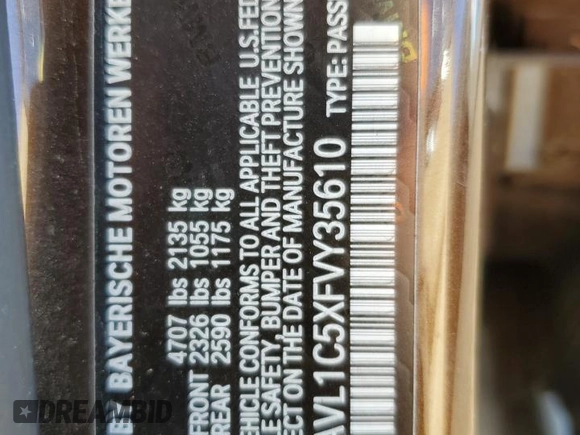 BAYERISCHE MOTOREN WERKE
4707 lbs 2135 kg
FRONT 2326 lbs 1055 kg
REAR 2590 lbs 1175 kg
VEHICLE CONFORMS TO ALL APPLICABLE U.S. FED
LE SAFETY, BUMPER AND THEFT PREVENTION
ECT ON THE DATE OF MANUFACTURE SHOWN
AVL1C5XFVY35610 TYPE: PASS
DREAMBID